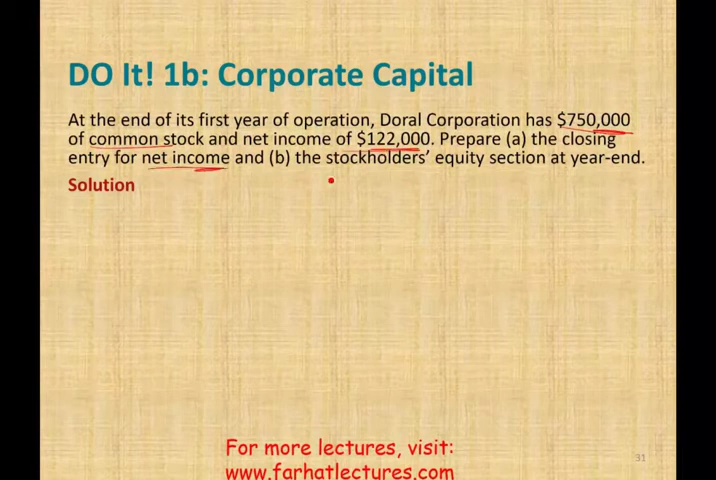 DO It! 1b: Corporate Capital
At the end of its first year of operation, Doral Corporation has $750,000
of common stock and net income of $122,000. Prepare (a) the closing
entry for net income and (b) the stockholders’ equity section at year-end.
Solution
For more lectures, visit:
www.farhatlectures.com
31